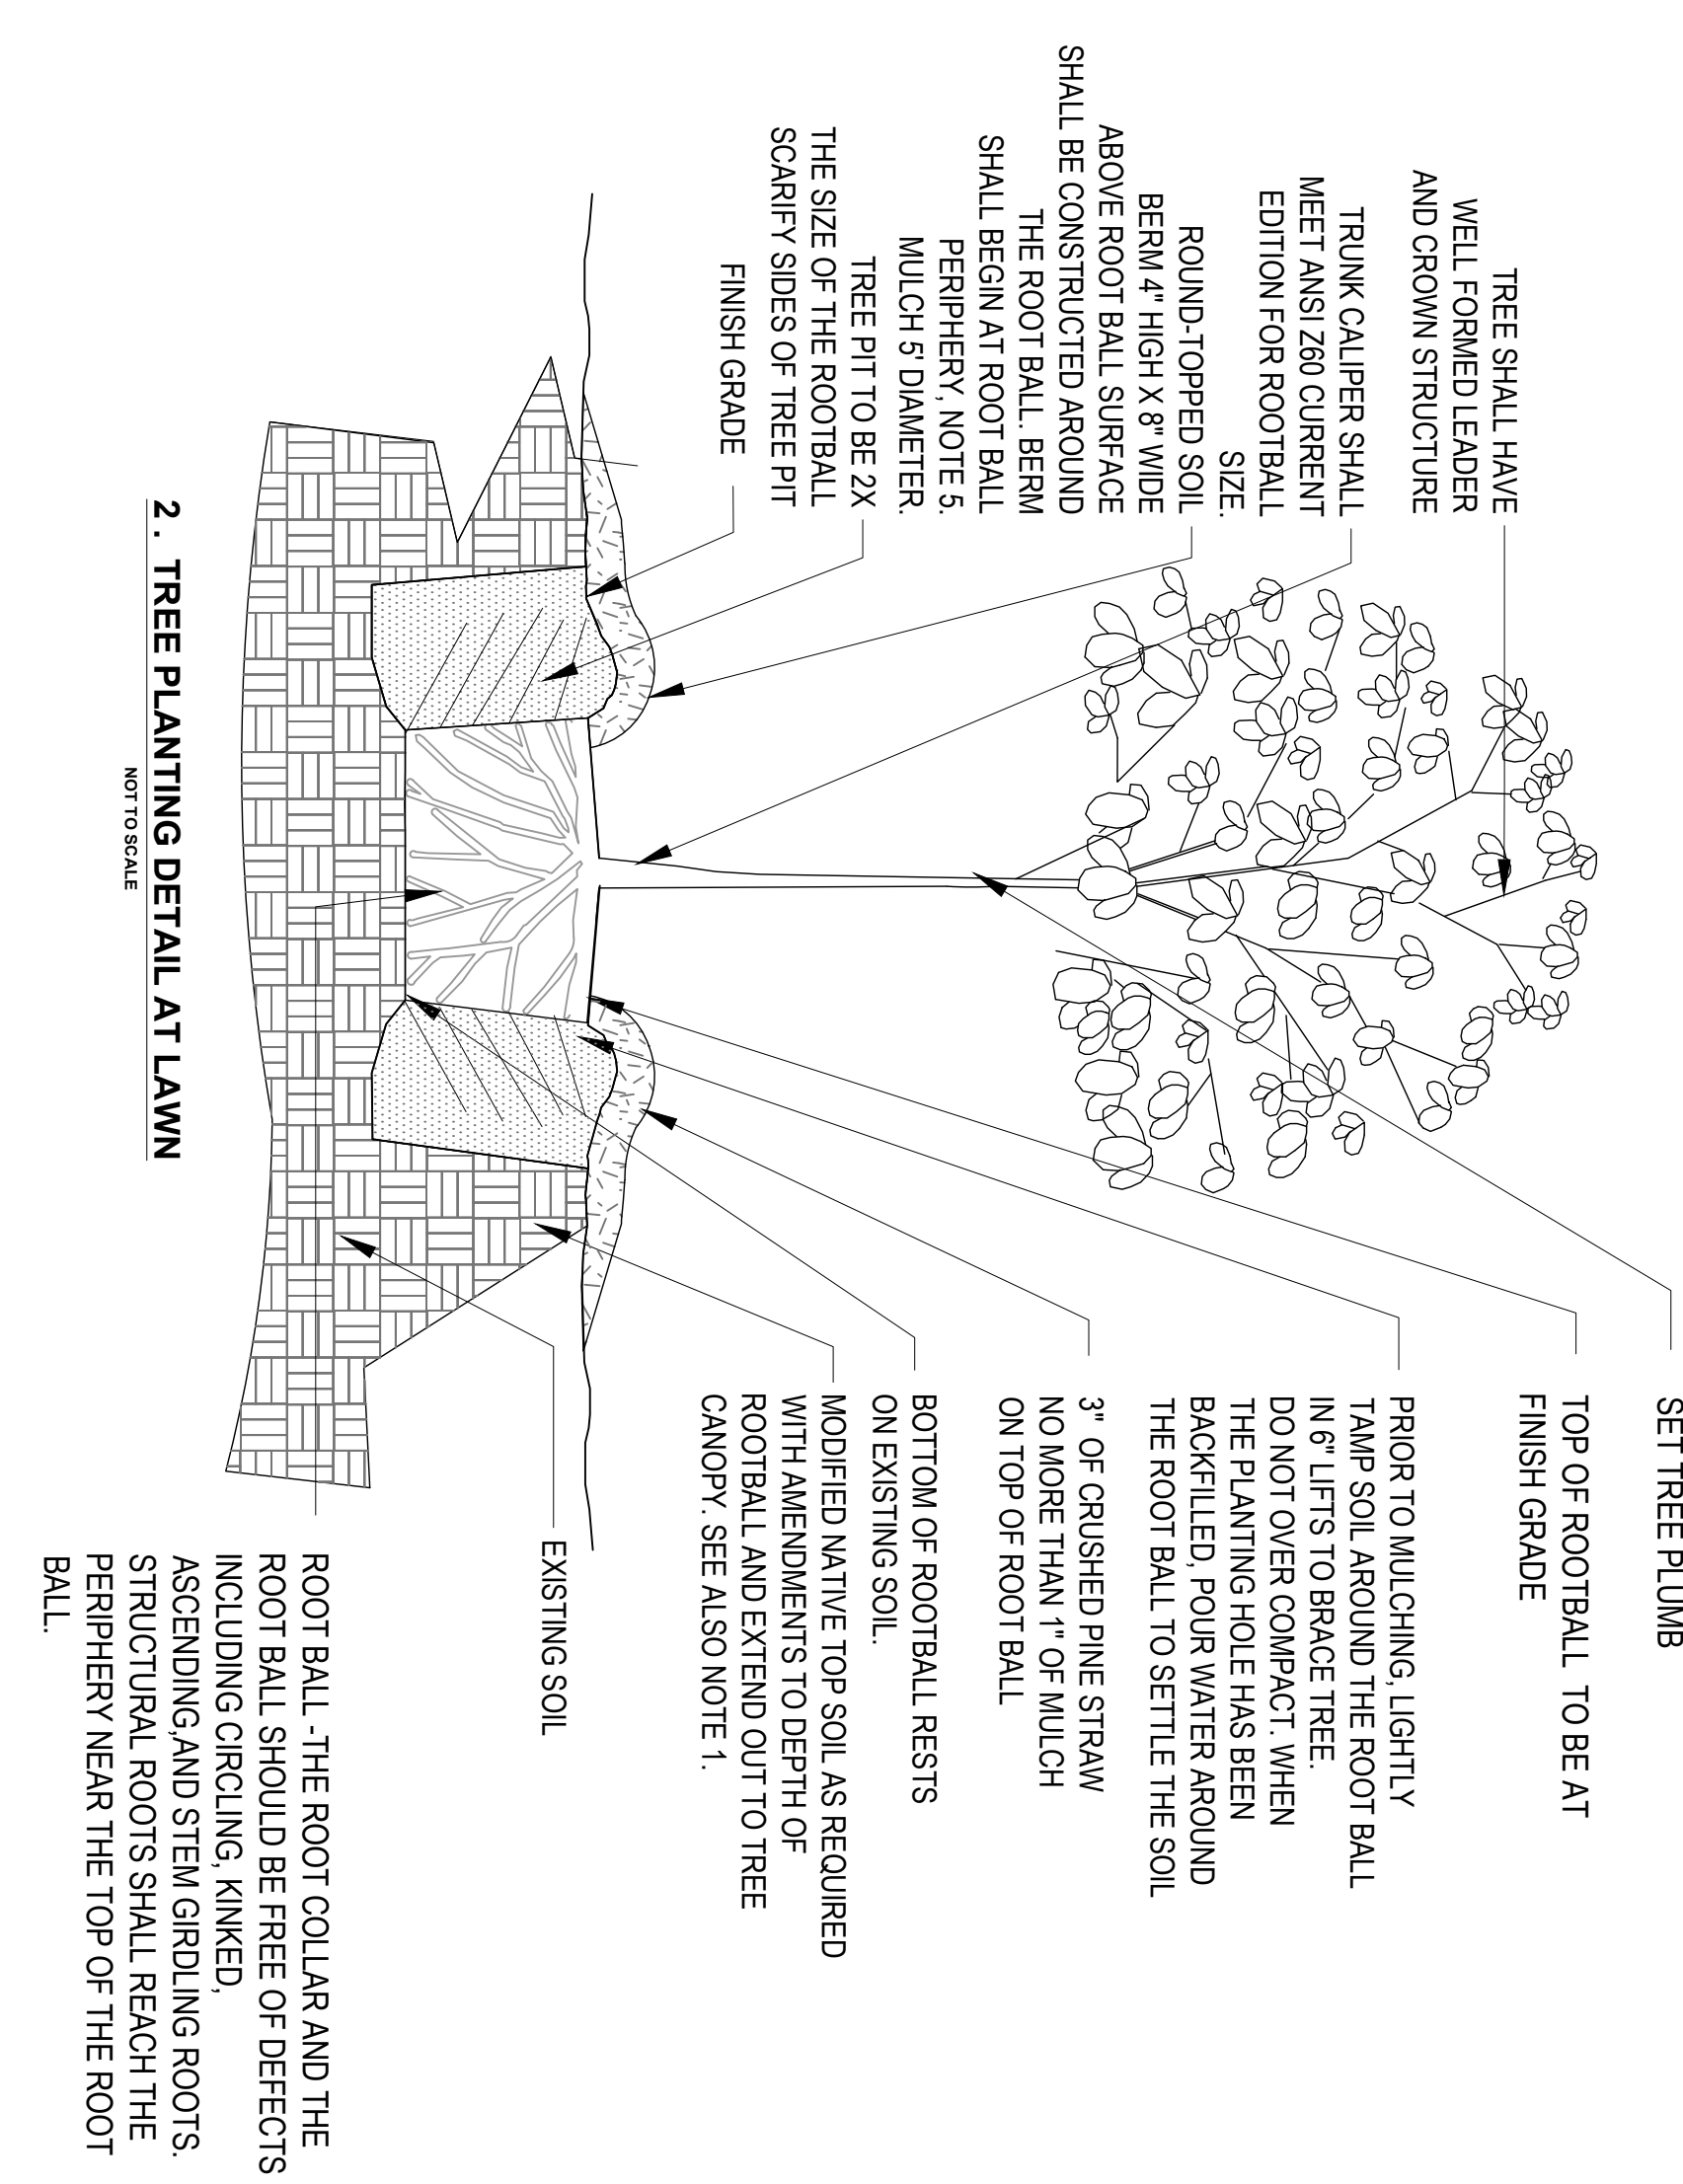 TREE SHALL HAVE
WELL FORMED LEADER
AND CROWN STRUCTURE
TRUNK CALIPER SHALL
MEET ANSI Z60 CURRENT
EDITION FOR ROOTBALL
SIZE.
ROUND-TOPPED SOIL
BERM 4" HIGH X 8" WIDE
ABOVE ROOT BALL SURFACE
SHALL BE CONSTRUCTED AROUND
THE ROOT BALL. BERM
SHALL BEGIN AT ROOT BALL
PERIPHERY, NOTE 5.
MULCH 5' DIAMETER.
TREE PIT TO BE 2X
THE SIZE OF THE ROOTBALL
SCARIFY SIDES OF TREE PIT
FINISH GRADE
SET TREE PLUMB
TOP OF ROOTBALL TO BE AT
FINISH GRADE
PRIOR TO MULCHING, LIGHTLY
TAMP SOIL AROUND THE ROOT BALL
IN 6" LIFTS TO BRACE TREE.
DO NOT OVER COMPACT. WHEN
THE PLANTING HOLE HAS BEEN
BACKFILLED, POUR WATER AROUND
THE ROOT BALL TO SETTLE THE SOIL
3" OF CRUSHED PINE STRAW
NO MORE THAN 1" OF MULCH
ON TOP OF ROOT BALL
BOTTOM OF ROOTBALL RESTS
ON EXISTING SOIL.
MODIFIED NATIVE TOP SOIL AS REQUIRED
WITH AMENDMENTS TO DEPTH OF
ROOTBALL AND EXTEND OUT TO TREE
CANOPY. SEE ALSO NOTE 1.
EXISTING SOIL
ROOT BALL -THE ROOT COLLAR AND THE
ROOT BALL SHOULD BE FREE OF DEFECTS
INCLUDING CIRCLING, KINKED,
ASCENDING,AND STEM GIRDLING ROOTS.
STRUCTURAL ROOTS SHALL REACH THE
PERIPHERY NEAR THE TOP OF THE ROOT
BALL.
2 . TREE PLANTING DETAIL AT LAWN
NOT TO SCALE